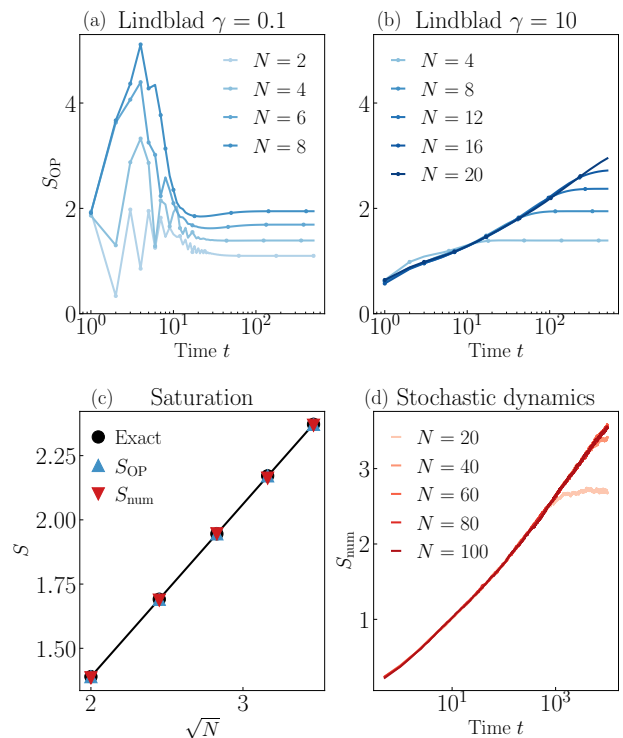 (a) Lindblad γ = 0.1
N = 2
N = 4
N = 6
N = 8
S_OP
4
2
0
10^0 10^1 10^2
Time t
(b) Lindblad γ = 10
N = 4
N = 8
N = 12
N = 16
N = 20
4
2
0
10^0 10^1 10^2
Time t
(c) Saturation
Exact
S_OP
S_num
S
2.25
2.00
1.75
1.50
2 3
√N
(d) Stochastic dynamics
N = 20
N = 40
N = 60
N = 80
N = 100
S_num
3
2
1
10^1 10^3
Time t